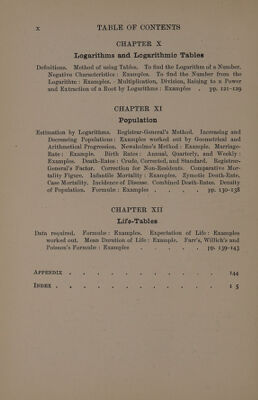 x TABLE OF CONTENTS
CHAPTER X
Logarithms and Logarithmic Tables
Definitions. Method of using Tables. To find the Logarithm of a Number.
Negative Characteristics: Examples. To find the Number from the
Logarithm: Examples. Multiplication, Division, Raising to a Power
and Extraction of a Root by Logarithms: Examples . pp. 121-129
CHAPTER XI
Population
Estimation by Logarithms. Registrar-General's Method. Increasing and
Decreasing Populations: Examples worked out by Geometrical and
Arithmetical Progression. Newsholme's Method: Example. Marriage-
Rate: Example. Birth Rates: Annual, Quarterly, and Weekly:
Examples. Death-Rates: Crude, Corrected, and Standard. Registrar-
General's Factor. Correction for Non-Residents. Comparative Mor-
tality Figure. Infantile Mortality: Examples. Zymotic Death-Rate,
Case Mortality. Incidence of Disease. Combined Death-Rates. Density
of Population. Formulæ: Examples . . . . pp. 130-138
CHAPTER XII
Life-Tables
Data required. Formulæ: Examples. Expectation of Life: Examples
worked out. Mean Duration of Life: Example. Farr's, Willich's and
Poisson's Formulæ: Examples . . . . . pp. 139-143
APPENDIX . . . . . . . . . . 144
INDEX . . . . . . . . . . . 1 5